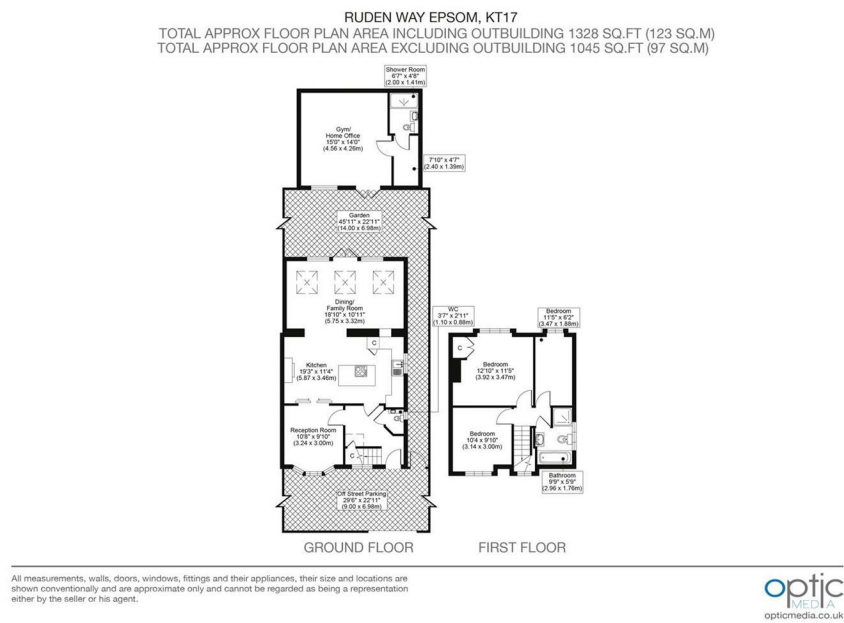 RUDEN WAY EPSOM, KT17
TOTAL APPROX FLOOR PLAN AREA INCLUDING OUTBUILDING 1328 SQ.FT (123 SQ.M)
TOTAL APPROX FLOOR PLAN AREA EXCLUDING OUTBUILDING 1045 SQ.FT (97 SQ.M)
Shower Room
6'7" x 4'8"
(2.00 x 1.41m)
Gym/
Home Office
15'0" x 14'0"
(4.56 x 4.26m)
7'10" x 4'7"
(2.40 x 1.39m)
Garden
45'11" x 22'11"
(14.00 x 6.98m)
Dining/
Family Room
18'10" x 10'11"
(5.75 x 3.32m)
WC
3'7" x 2'11"
(1.10 x 0.88m)
Bedroom
11'5" x 6'2"
(3.47 x 1.88m)
C
Kitchen
19'3" x 11'4"
(5.87 x 3.46m)
C
Bedroom
12'10" x 11'5"
(3.92 x 3.47m)
Reception Room
10'8" x 9'10"
(3.24 x 3.00m)
C
Bedroom
10'4 x 9'10"
(3.14 x 3.00m)
Bathroom
9'9" x 5'9"
(2.96 x 1.76m)
Off Street Parking
29'6" x 22'11"
(9.00 x 6.98m)
GROUND FLOOR
FIRST FLOOR
All measurements, walls, doors, windows, fittings and their appliances, their size and locations are
shown conventionally and are approximate only and cannot be regarded as being a representation
either by the seller or his agent.
optic
MEDIA
opticmedia.co.uk